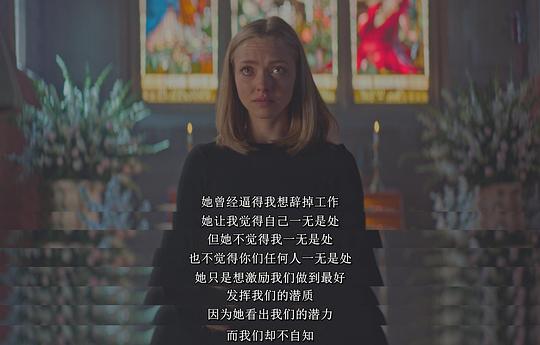 她曾经逼得我想辞掉工作
她让我觉得自己一无是处
但她不觉得我一无是处
也不觉得你们任何人一无是处
她只是想激励我们做到最好
发挥我们的潜质
因为她看出我们的潜力
而我们却不自知